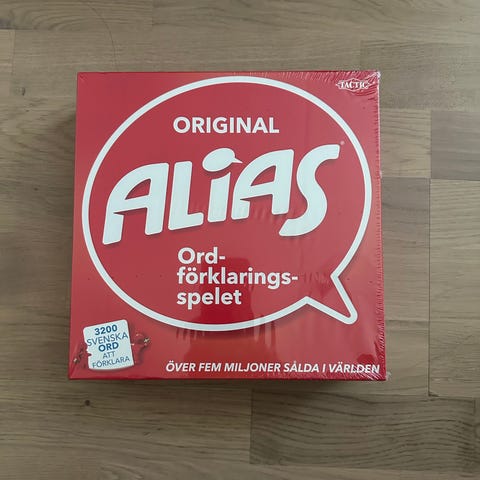 TACTIC
ORIGINAL
ALiAS
Ord-
förklarings-
spelet
3200
SVENSKA
ORD
ATT
FÖRKLARA
ÖVER FEM MILJONER SÅLDA I VÄRLDEN